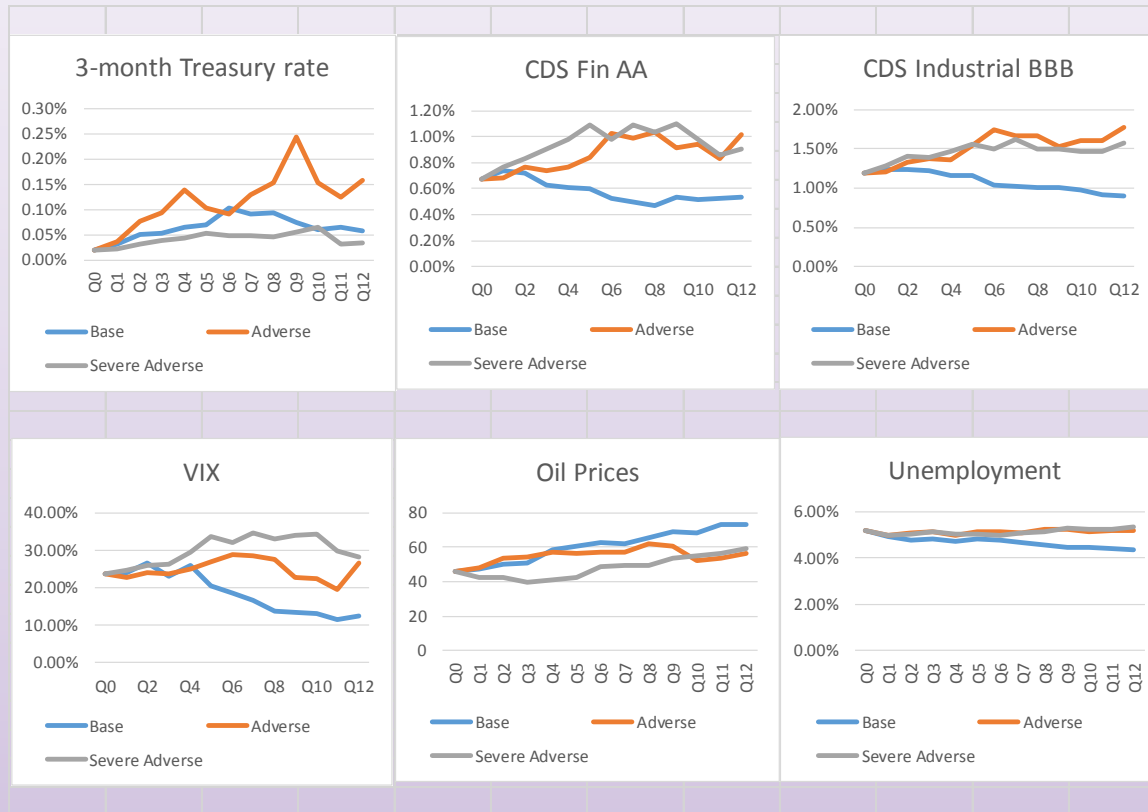 3-month Treasury rate
0.30%
0.25%
0.20%
0.15%
0.10%
0.05%
0.00%
Q0 Q1 Q2 Q3 Q4 Q5 Q6 Q7 Q8 Q9 Q10 Q11 Q12
Base Adverse
Severe Adverse
CDS Fin AA
1.20%
1.00%
0.80%
0.60%
0.40%
0.20%
0.00%
Q0 Q2 Q4 Q6 Q8 Q10 Q12
Base Adverse
Severe Adverse
CDS Industrial BBB
2.00%
1.50%
1.00%
0.50%
0.00%
Q0 Q2 Q4 Q6 Q8 Q10 Q12
Base Adverse
Severe Adverse
VIX
40.00%
30.00%
20.00%
10.00%
0.00%
Q0 Q2 Q4 Q6 Q8 Q10 Q12
Base Adverse
Severe Adverse
Oil Prices
80
60
40
20
0
Q0 Q1 Q2 Q3 Q4 Q5 Q6 Q7 Q8 Q9 Q10 Q11 Q12
Base Adverse
Severe Adverse
Unemployment
6.00%
4.00%
2.00%
0.00%
Q0 Q1 Q2 Q3 Q4 Q5 Q6 Q7 Q8 Q9 Q10 Q11 Q12
Base Adverse
Severe Adverse